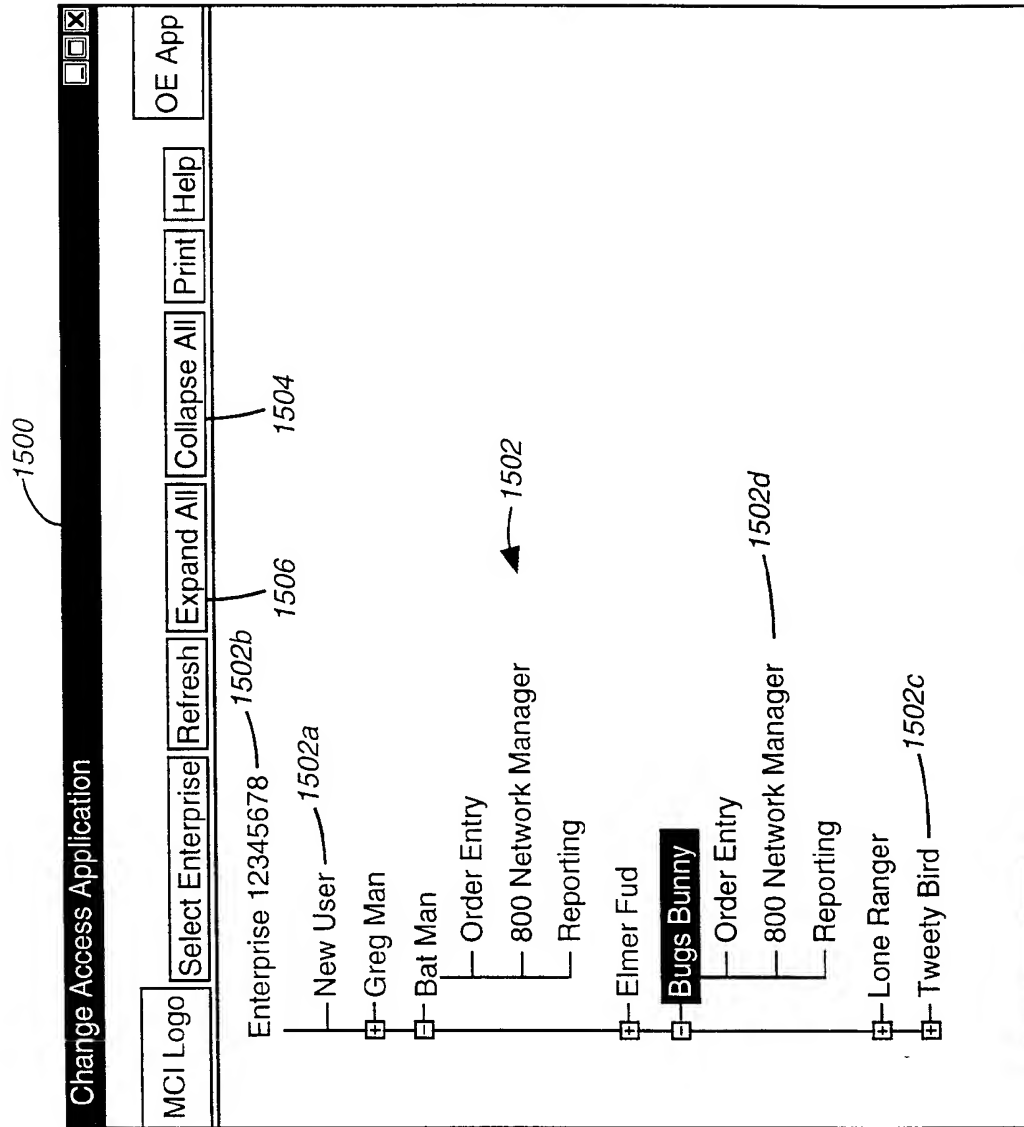 1500
Change Access Application
MCI Logo
Select Enterprise
Refresh
Expand All
Collapse All
Print
Help
OE App
1506
1504
Enterprise 12345678
1502b
New User
1502a
Greg Man
Bat Man
Order Entry
800 Network Manager
Reporting
1502
Elmer Fud
Bugs Bunny
Order Entry
800 Network Manager
1502d
Reporting
Lone Ranger
Tweety Bird
1502c